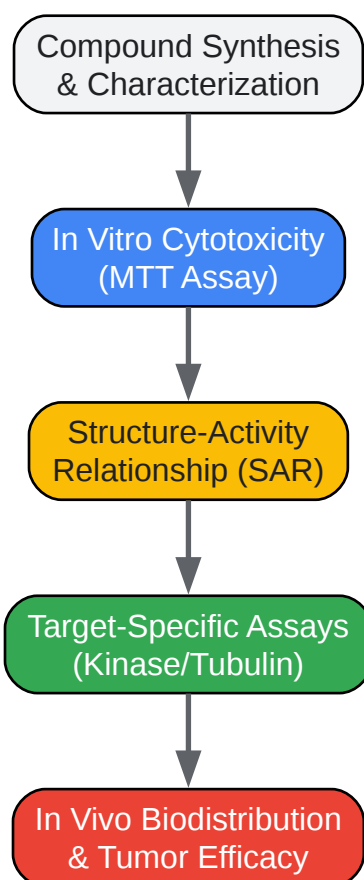 Compound Synthesis
& Characterization
In Vitro Cytotoxicity
(MTT Assay)
Structure-Activity
Relationship (SAR)
Target-Specific Assays
(Kinase/Tubulin)
In Vivo Biodistribution
& Tumor Efficacy